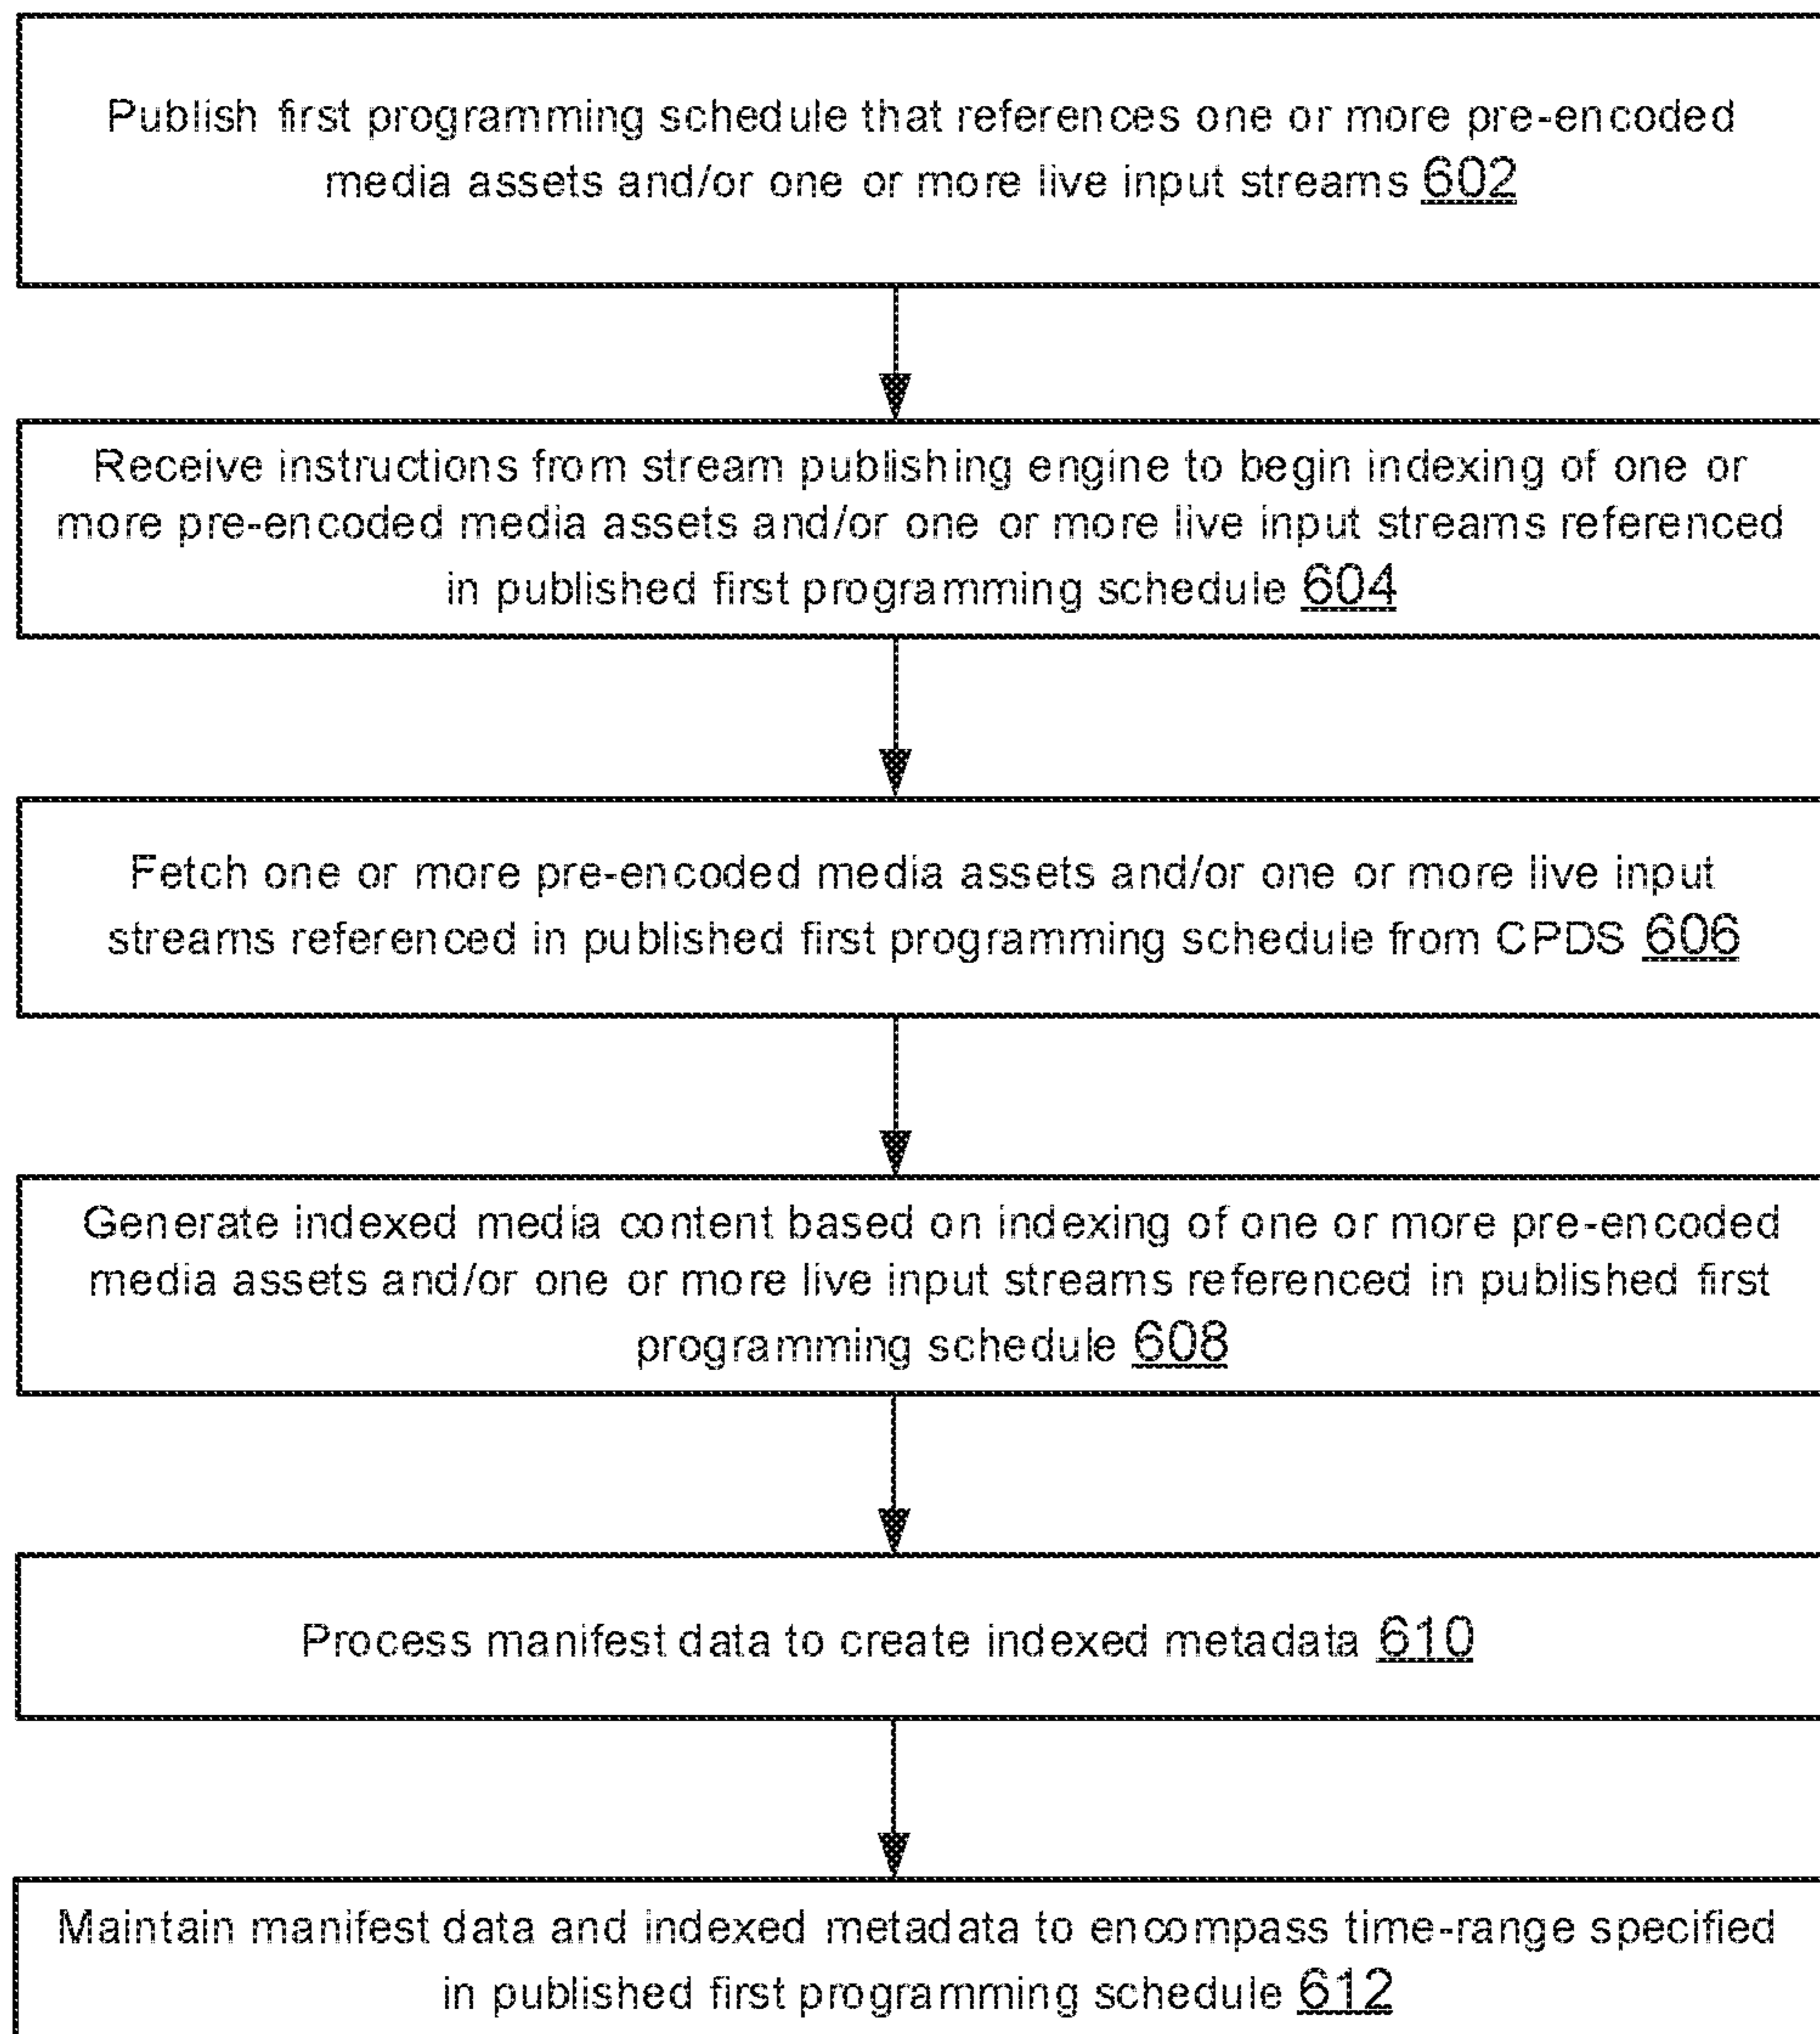 Publish first programming schedule that references one or more pre-encoded
media assets and/or one or more live input streams 602
Receive instructions from stream publishing engine to begin indexing of one or
more pre-encoded media assets and/or one or more live input streams referenced
in published first programming schedule 604
Fetch one or more pre-encoded media assets and/or one or more live input
streams referenced in published first programming schedule from CPDS 606
Generate indexed media content based on indexing of one or more pre-encoded
media assets and/or one or more live input streams referenced in published first
programming schedule 608
Process manifest data to create indexed metadata 610
Maintain manifest data and indexed metadata to encompass time-range specified
in published first programming schedule 612